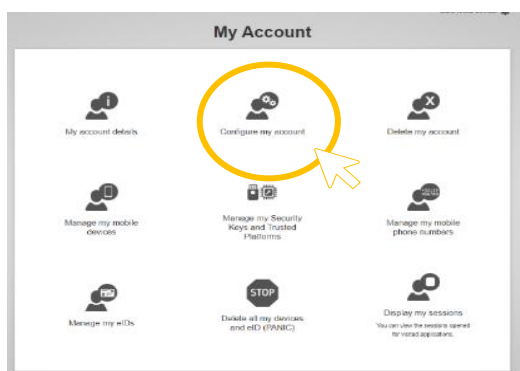 My Account
My account details
Configure my account
Delete my account
Manage my mobile
devices
Manage my Security
Keys and Trusted
Platforms
Manage my mobile
phone numbers
Manage my eIDs
STOP
Delete all my devices
and eID (PANIC)
Display my sessions
You can view the sessions opened
for visited applications.